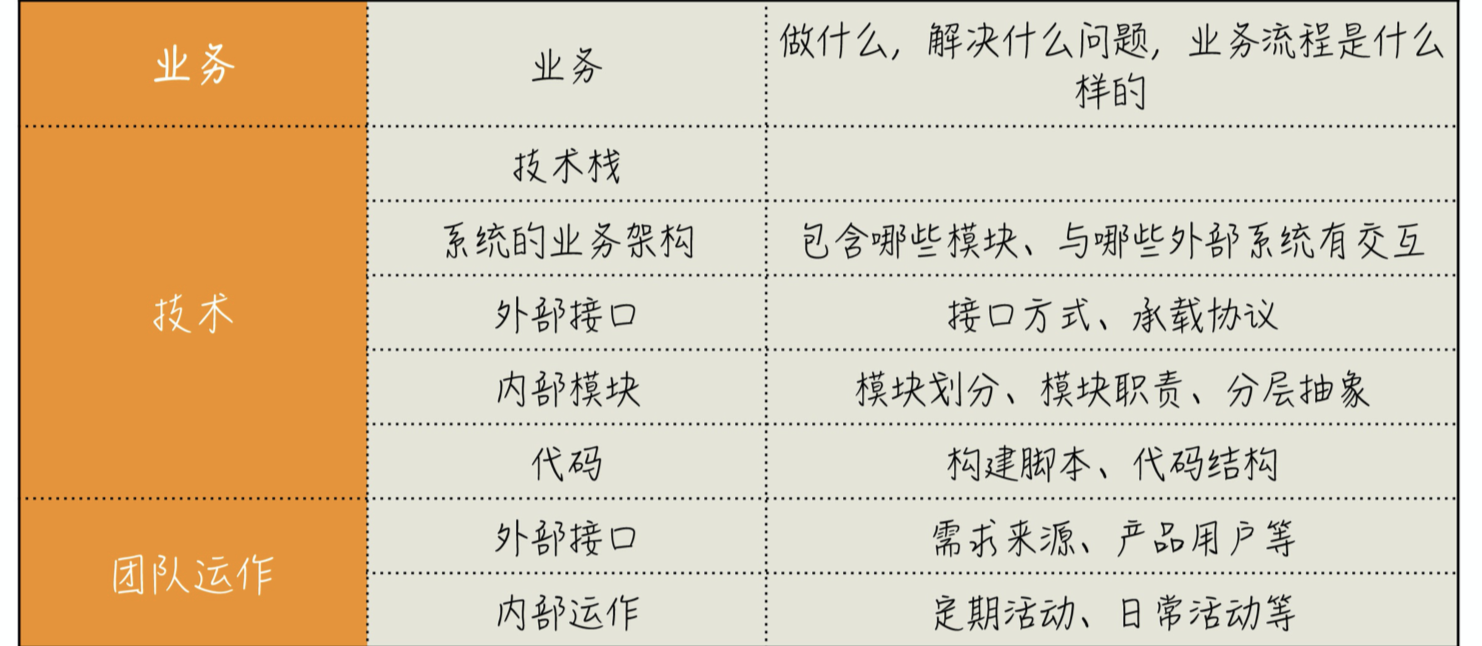 业务
业务
做什么，解决什么问题，业务流程是什么
样的
技术
技术栈
系统的业务架构
包含哪些模块、与哪些外部系统有交互
外部接口
接口方式、承载协议
内部模块
模块划分、模块职责、分层抽象
代码
构建脚本、代码结构
团队运作
外部接口
需求来源、产品用户等
内部运作
定期活动、日常活动等